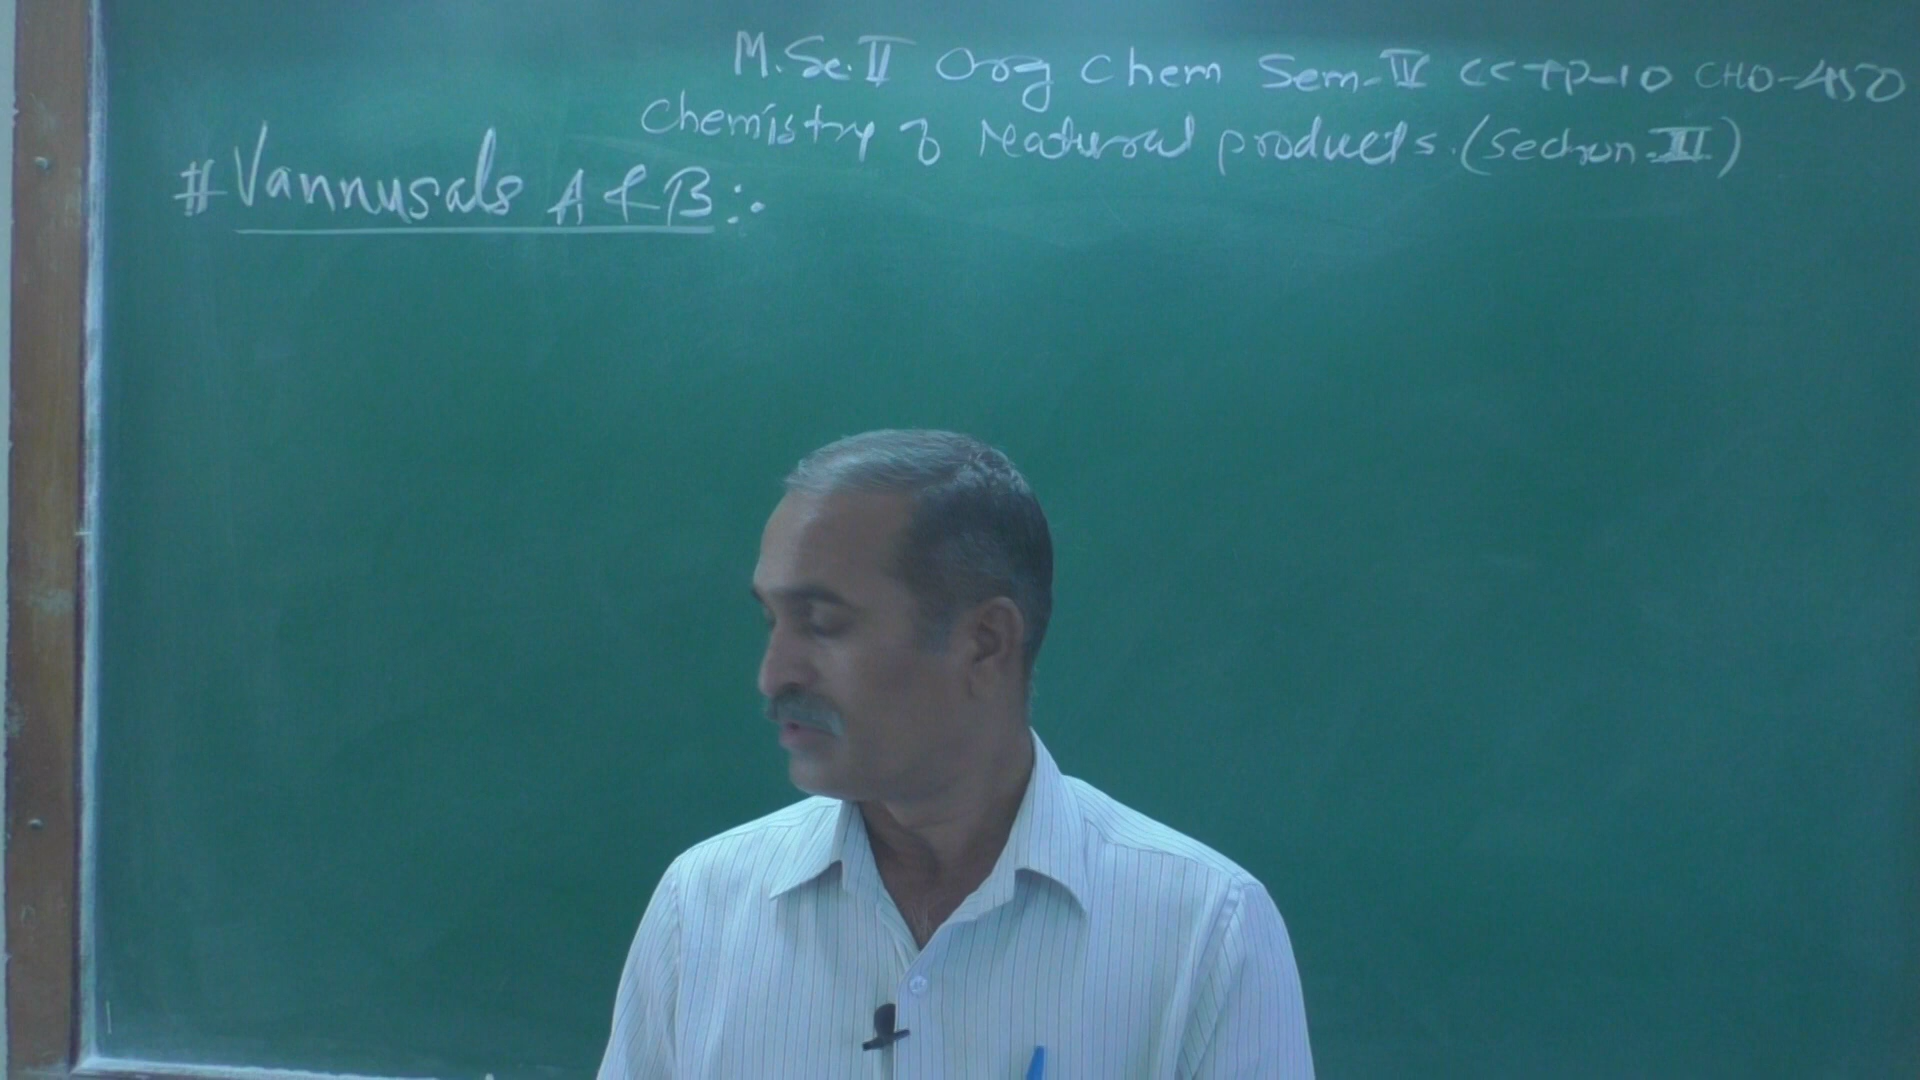 M.Sc.II Org Chem Sem-IV CCTP-10 CHO-450
Chemistry of Natural products. (Section-II)
# Vannusals A & B :-